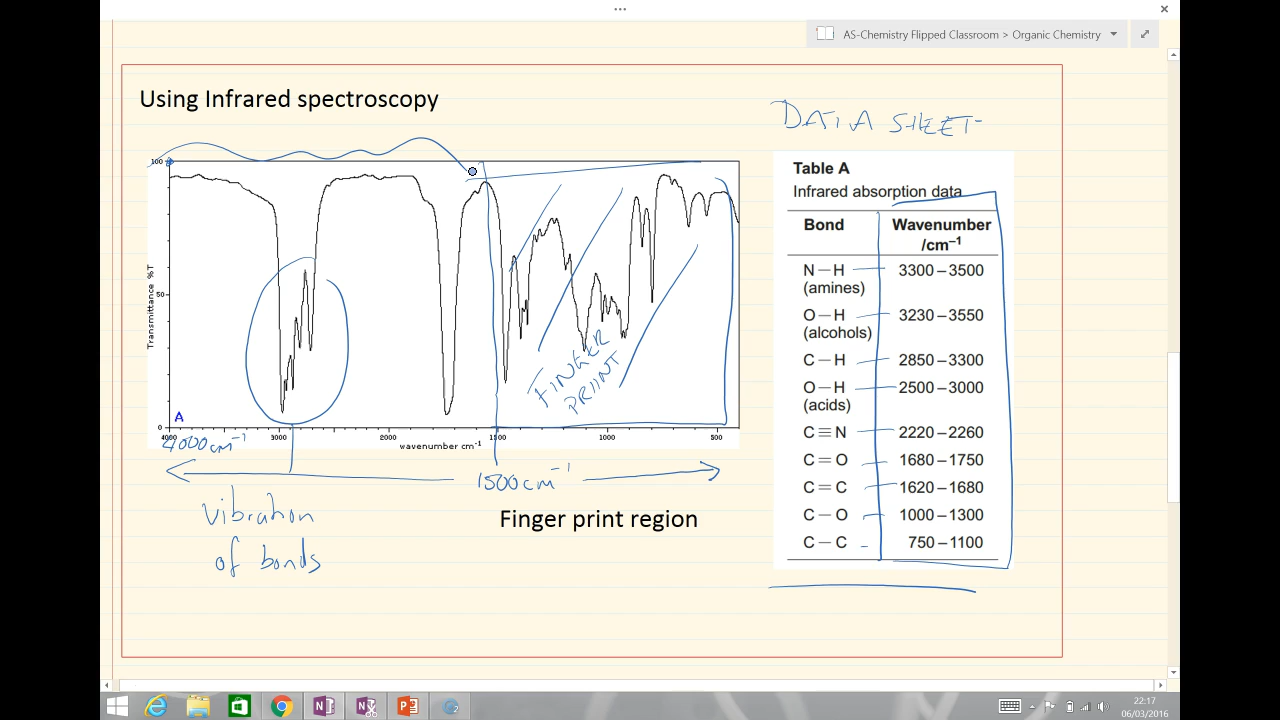 AS-Chemistry Flipped Classroom > Organic Chemistry
Using Infrared spectroscopy
DATA SHEET
100
50
0
Transmittance %T
A
4000
3000
2000
1500
1000
500
wavenumber cm-1
4000cm-1
1500cm-1
FINGER
PRINT
vibration
of bonds
Finger print region
Table A
Infrared absorption data
Bond Wavenumber
/cm–1
N–H 3300–3500
(amines)
O–H 3230–3550
(alcohols)
C–H 2850–3300
O–H 2500–3000
(acids)
C≡N 2220–2260
C=O 1680–1750
C=C 1620–1680
C–O 1000–1300
C–C 750–1100
22:17
06/03/2016